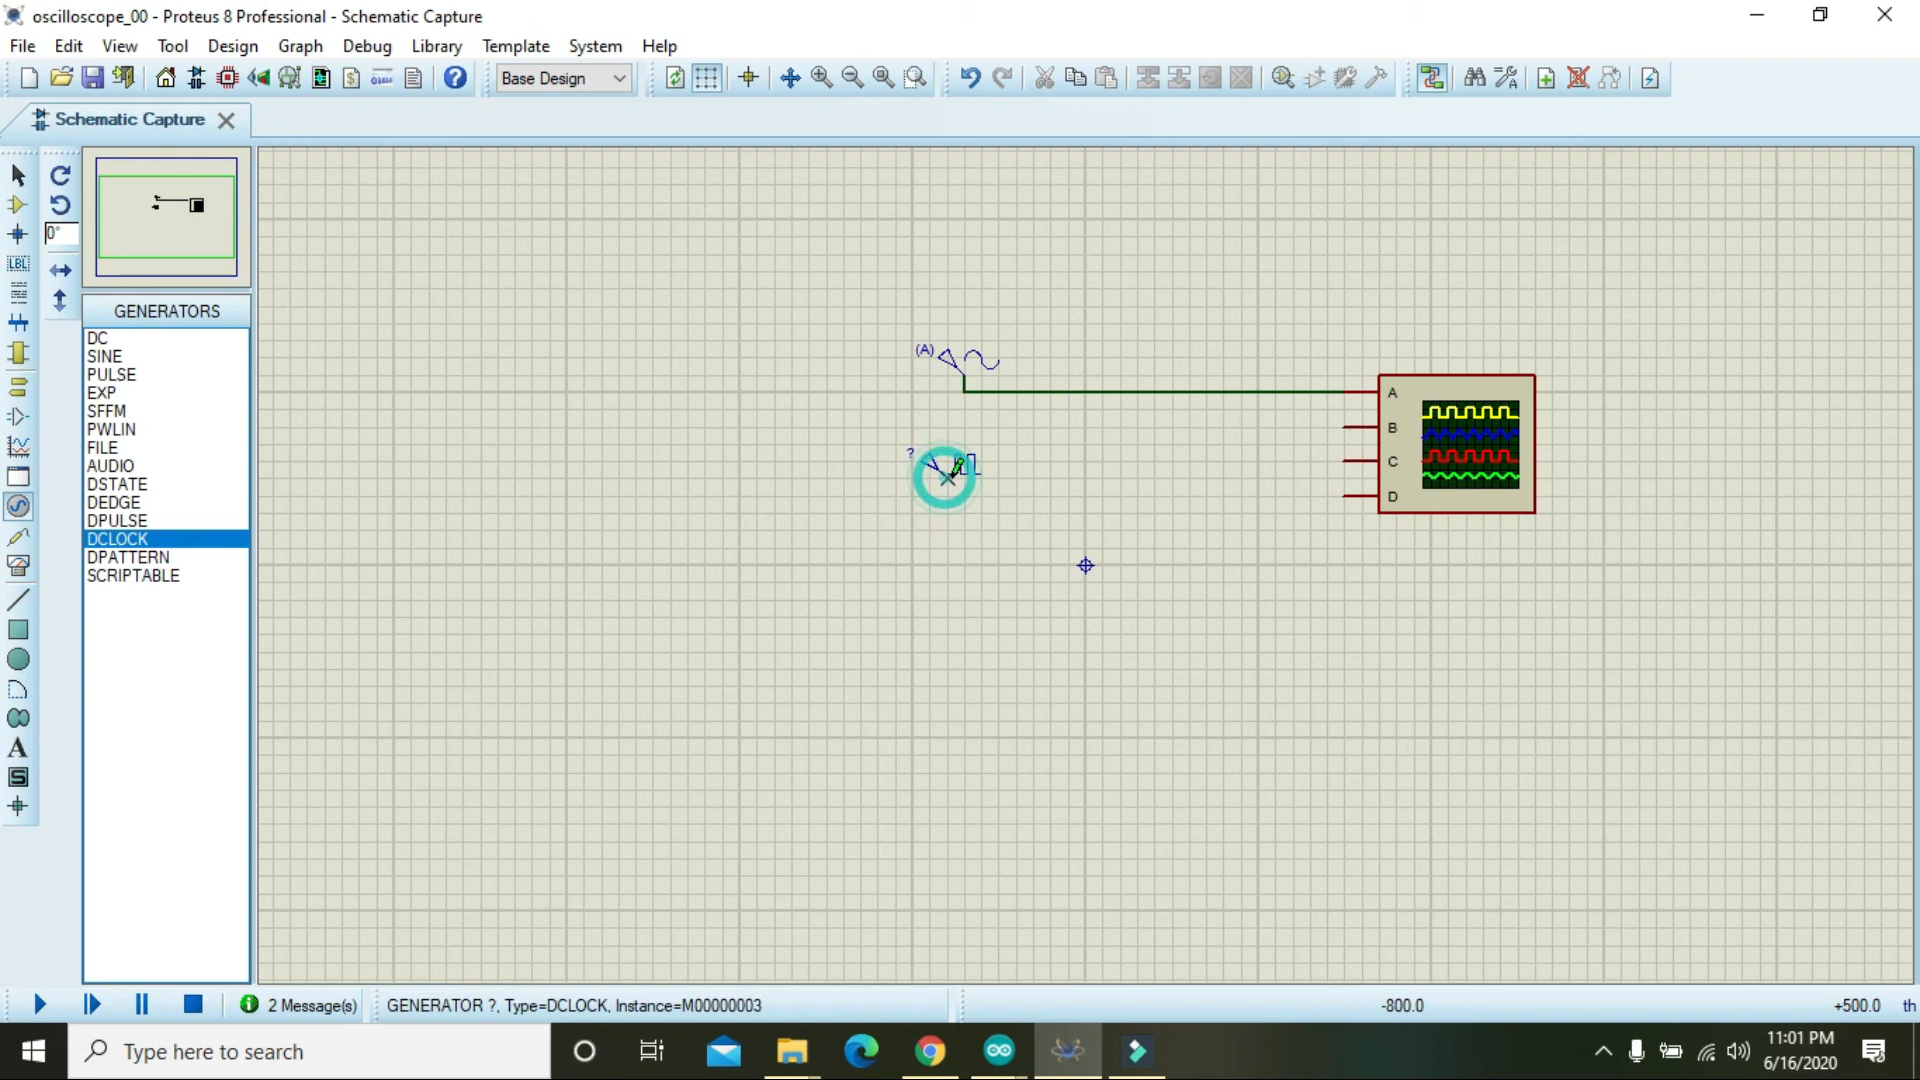 oscilloscope_00 - Proteus 8 Professional - Schematic Capture
File Edit View Tool Design Graph Debug Library Template System Help
Base Design
Schematic Capture
LBL
0°
GENERATORS
DC
SINE
PULSE
EXP
SFFM
PWLIN
FILE
AUDIO
DSTATE
DEDGE
DPULSE
DCLOCK
DPATTERN
SCRIPTABLE
A
S
(A)
?
A
B
C
D
2 Message(s)
GENERATOR ?, Type=DCLOCK, Instance=M00000003
-800.0
+500.0
th
Type here to search
11:01 PM
6/16/2020